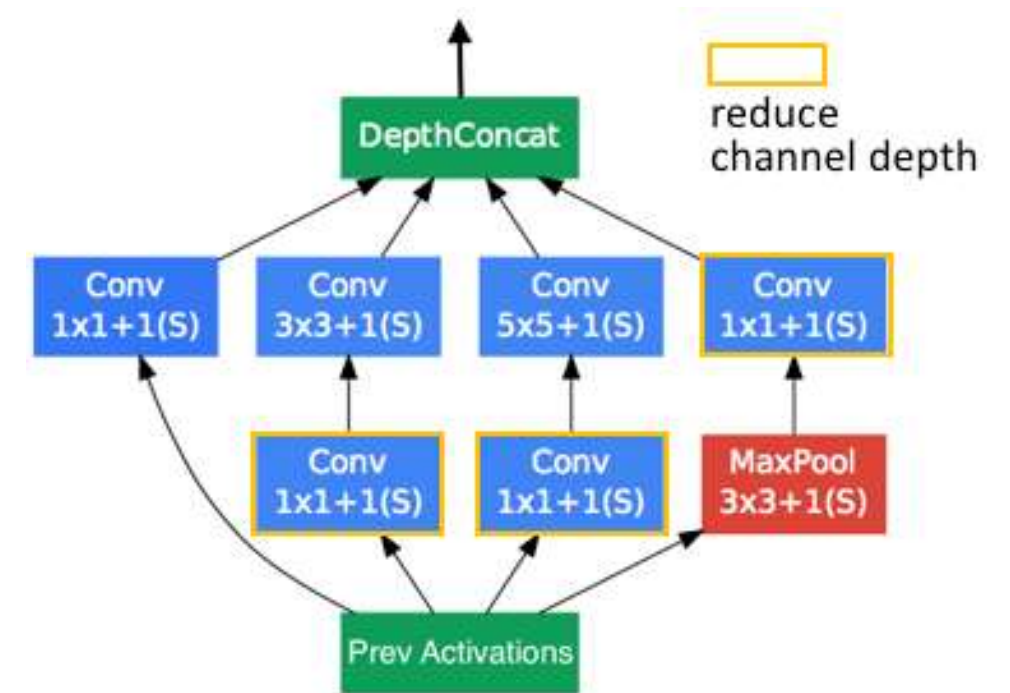 reduce
channel depth
DepthConcat
Conv
1x1+1(S)
Conv
3x3+1(S)
Conv
5x5+1(S)
Conv
1x1+1(S)
Conv
1x1+1(S)
Conv
1x1+1(S)
MaxPool
3x3+1(S)
Prev Activations